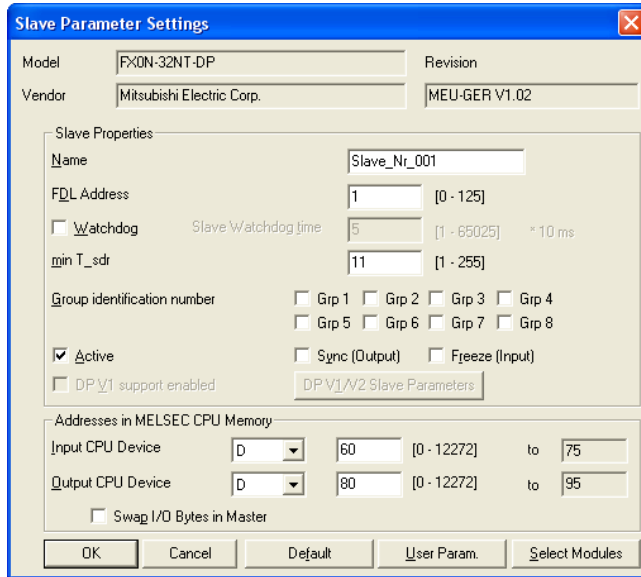 Slave Parameter Settings
Model FX0N-32NT-DP Revision
Vendor Mitsubishi Electric Corp. MEU-GER V1.02
Slave Properties
Name Slave_Nr_001
FDL Address 1 [0 - 125]
Watchdog Slave Watchdog time 5 [1 - 65025] * 10 ms
min T_sdr 11 [1 - 255]
Group identification number Grp 1 Grp 2 Grp 3 Grp 4
Grp 5 Grp 6 Grp 7 Grp 8
Active Sync (Output) Freeze (Input)
DP V1 support enabled DP V1/V2 Slave Parameters
Addresses in MELSEC CPU Memory
Input CPU Device D 60 [0 - 12272] to 75
Output CPU Device D 80 [0 - 12272] to 95
Swap I/O Bytes in Master
OK Cancel Default User Param. Select Modules